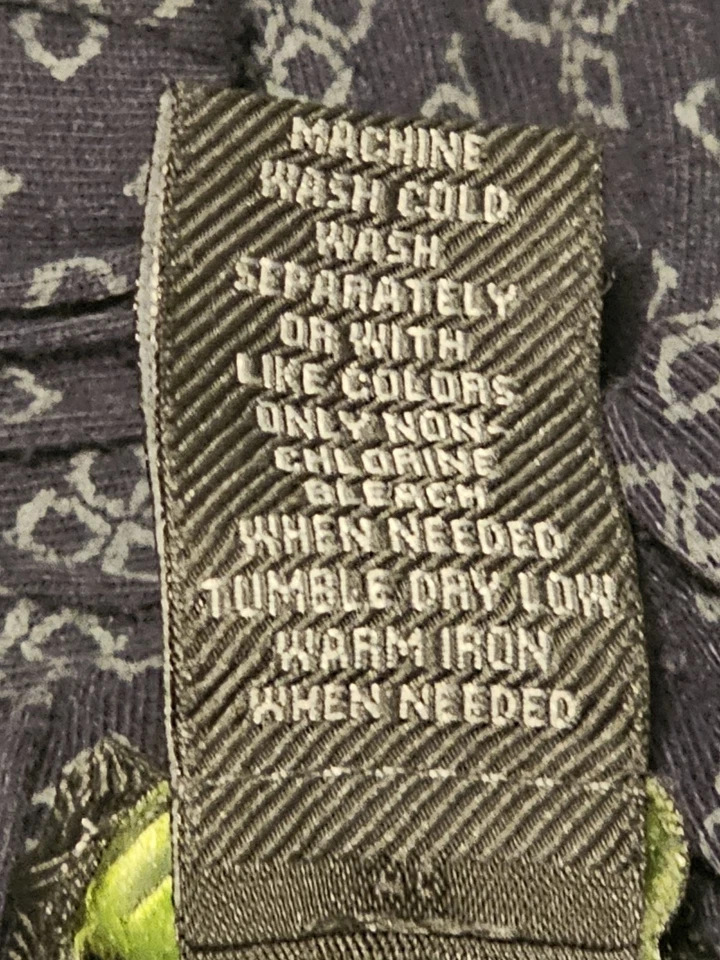 MACHINE
WASH COLD
WASH
SEPARATELY
OR WITH
LIKE COLORS
ONLY NON-
CHLORINE
BLEACH
WHEN NEEDED
TUMBLE DRY LOW
WARM IRON
WHEN NEEDED